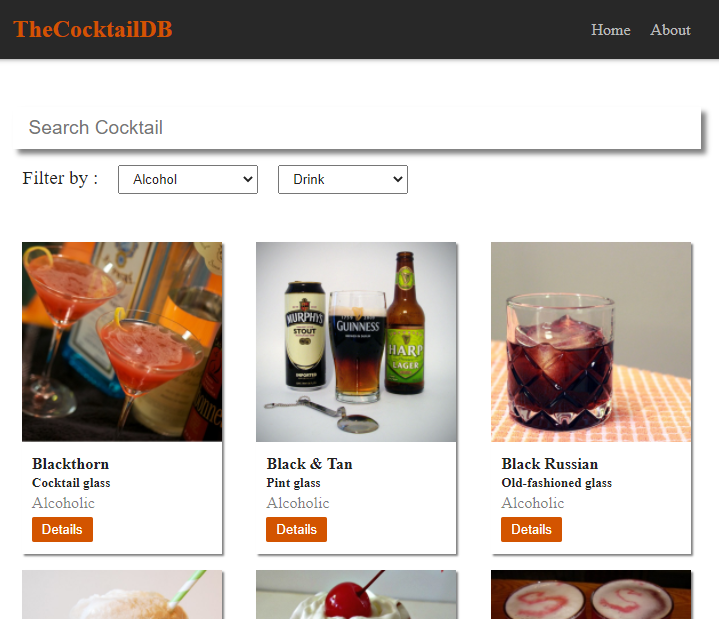 TheCocktailDB
Home About
Search Cocktail
Filter by : Alcohol Drink
MURPHY'S
STOUT
IMPORTED
GUINNESS
HARP
LAGER
Blackthorn
Cocktail glass
Alcoholic
Details
Black & Tan
Pint glass
Alcoholic
Details
Black Russian
Old-fashioned glass
Alcoholic
Details